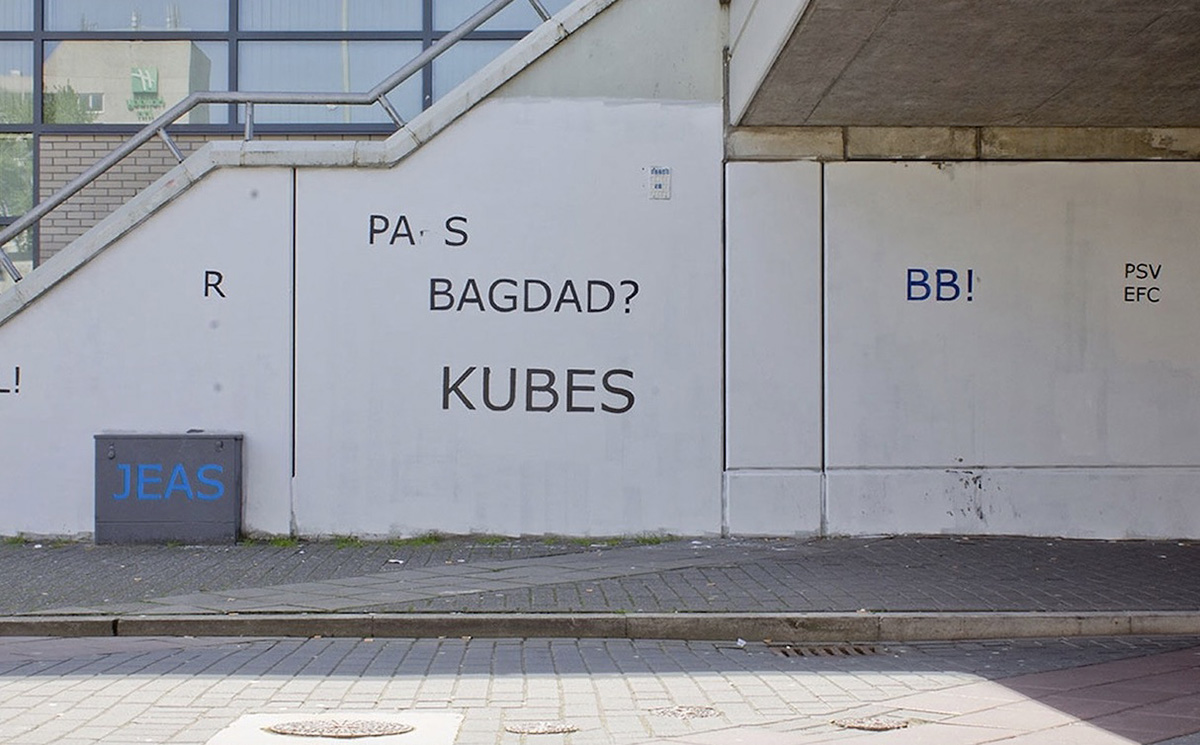 PA S
R
BAGDAD?
BB!
PSV
EFC
L!
KUBES
JEAS